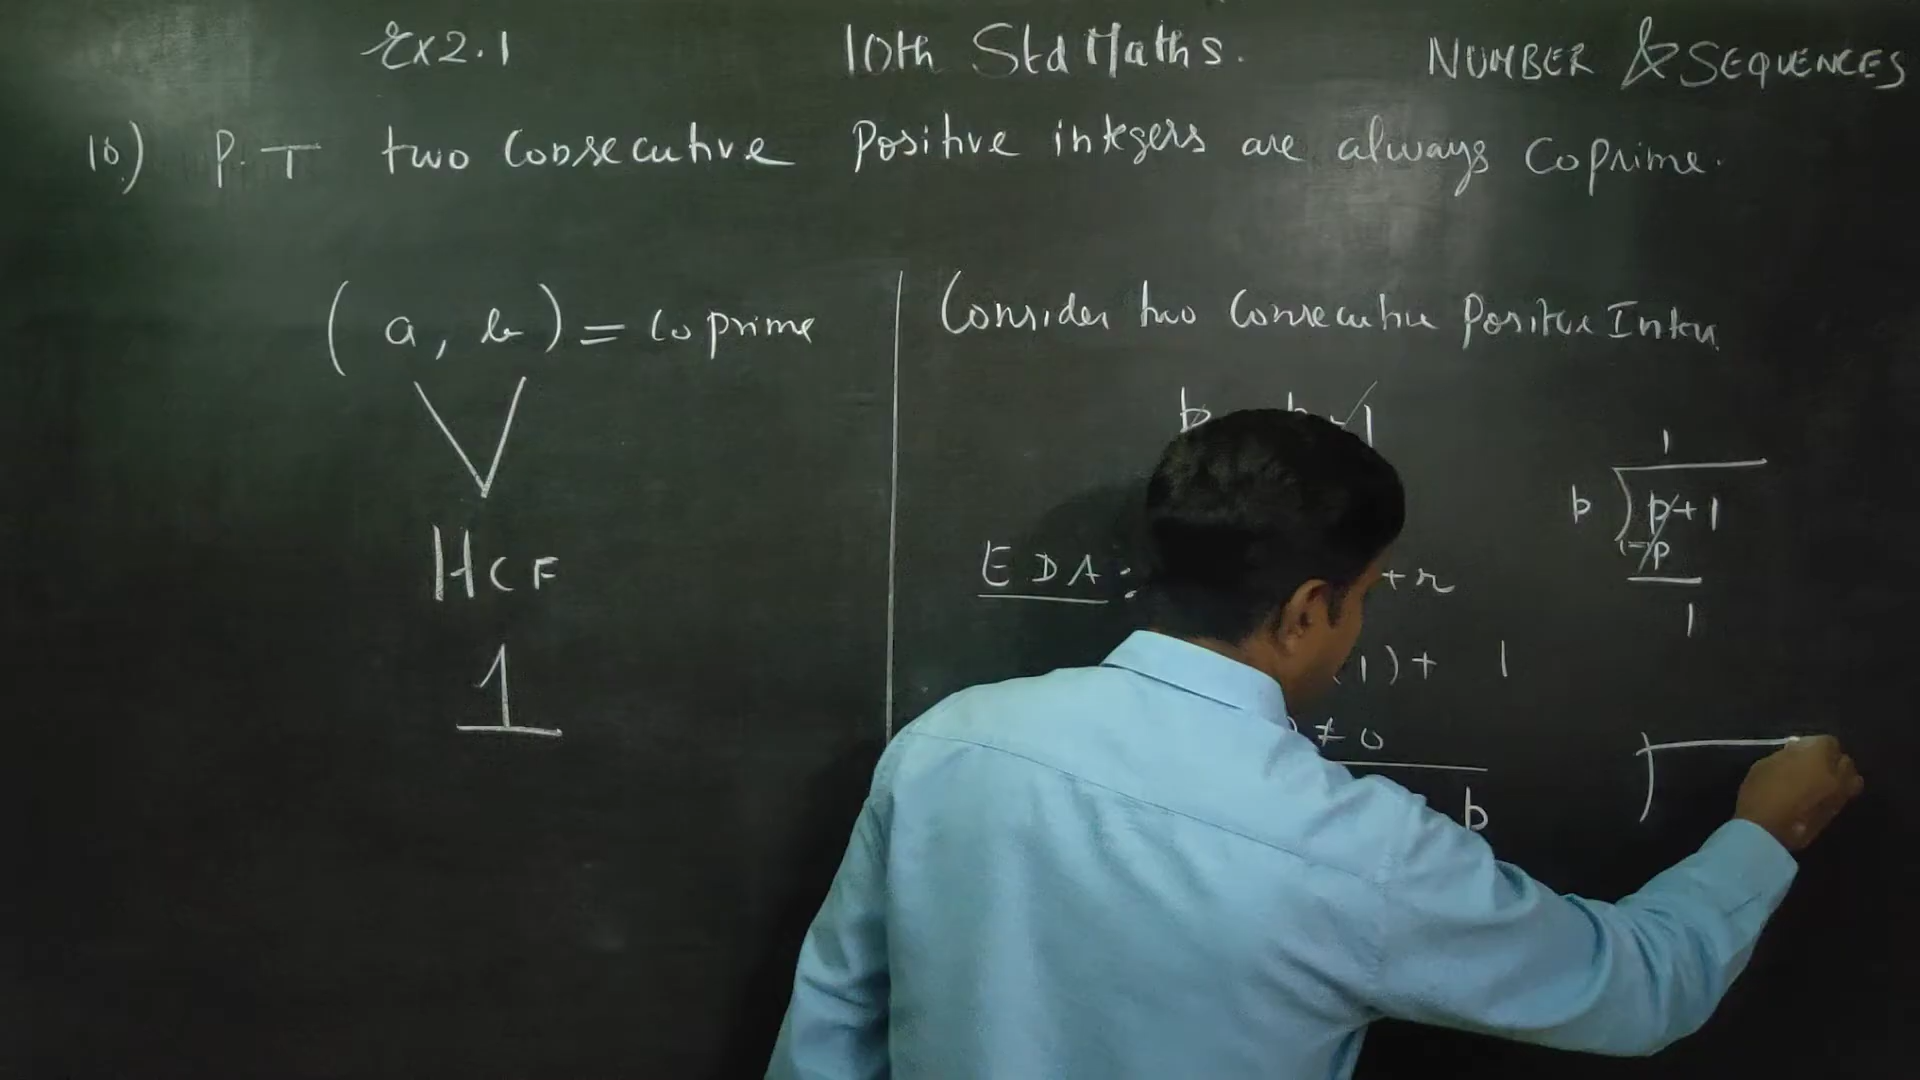 Ex2.1 10th Std Maths. NUMBER & SEQUENCES
10.) P.T two Consecutive Positive integers are always Coprime.
(a, b) = Coprime
HCF
1
Consider two Consecutive Positive
EDA: + r
1) + 1
≠ 0
p
1
p ) p + 1
(-) p
1